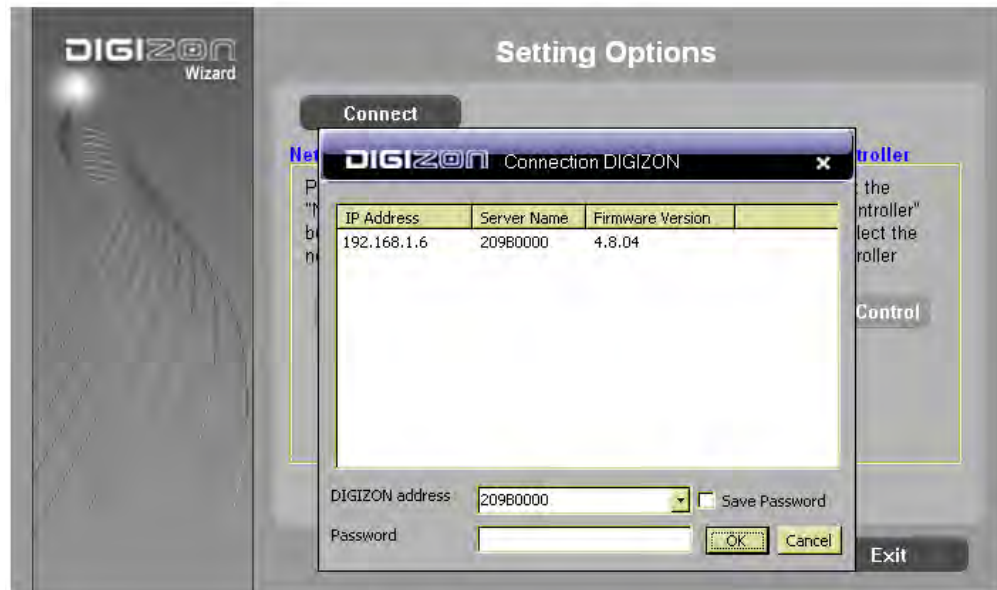 DIGIZON
Wizard
Setting Options
Connect
DIGIZON Connection DIGIZON
troller
the
ntroller"
lect the
roller
Control
IP Address Server Name Firmware Version
192.168.1.6 209B0000 4.8.04
DIGIZON address 209B0000 Save Password
Password OK Cancel
Exit